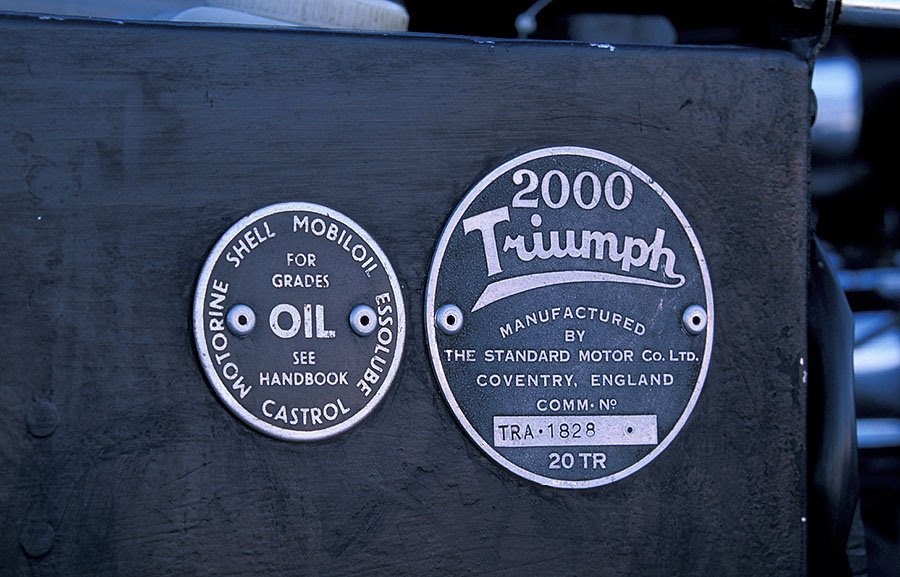 MOTORINE SHELL MOBILOIL ESSOLUBE CASTROL
FOR
GRADES
OIL
SEE
HANDBOOK
2000
Triumph
MANUFACTURED
BY
THE STANDARD MOTOR Co. LTD.
COVENTRY, ENGLAND
COMM. Nº
TRA·1828 ·
20 TR